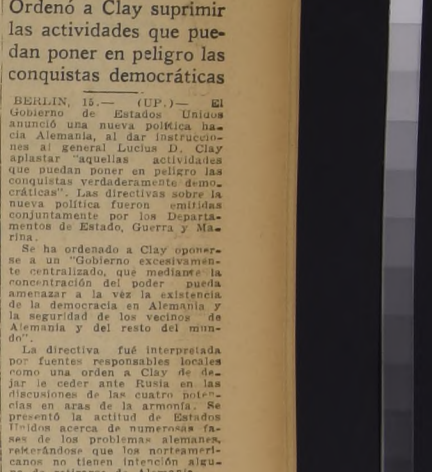 Ordenó a Clay suprimir
las actividades que pue-
dan poner en peligro las
conquistas democráticas
BERLIN, 15.— (UP.)— El
Gobierno de Estados Unidos
anunció una nueva política ha-
cia Alemania, al dar instruccio-
nes al general Lucius D. Clay
aplastar "aquellas actividades
que puedan poner en peligro las
conquistas verdaderamente demo-
cráticas". Las directivas sobre la
nueva política fueron emitidas
conjuntamente por los Departa-
mentos de Estado, Guerra y Ma-
rina.
Se ha ordenado a Clay oponer-
se a un "Gobierno excesivamen-
te centralizado, que mediante la
concentración del poder pueda
amenazar a la véz la existencia
de la democracia en Alemania y
la seguridad de los vecinos de
Alemania y del resto del mun-
do".
La directiva fué interpretada
por fuentes responsables locales
como una orden a Clay de de-
jar le ceder ante Rusia en las
discusiones de las cuatro poten-
cias en aras de la armonía. Se
presentó la actitud de Estados
Unidos acerca de numerosas fa-
ses de los problemas alemanes,
reiterándose que los norteameri-
canos no tienen intención algu-